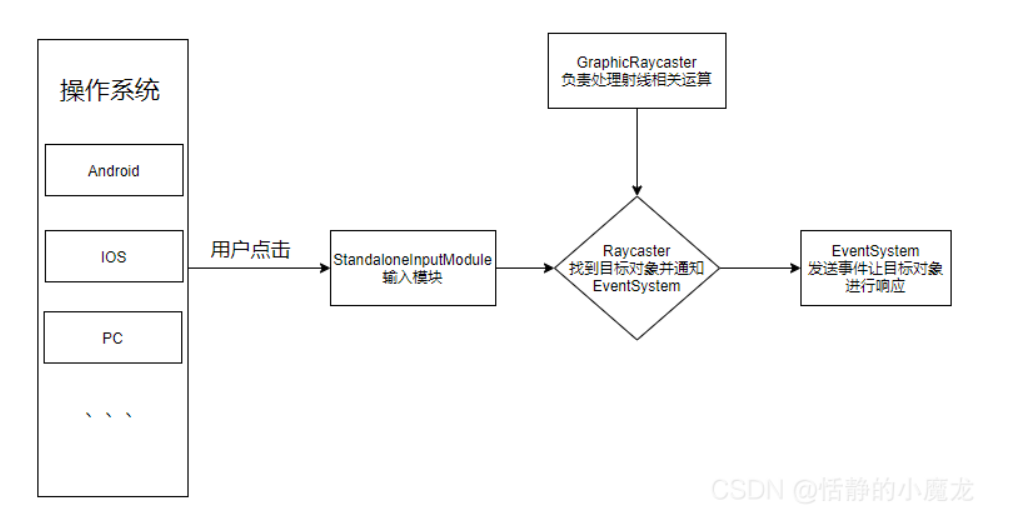 操作系统
Android
IOS
PC
、、、
用户点击
StandaloneInputModule
输入模块
GraphicRaycaster
负责处理射线相关运算
Raycaster
找到目标对象并通知
EventSystem
EventSystem
发送事件让目标对象
进行响应
CSDN @恬静的小魔龙